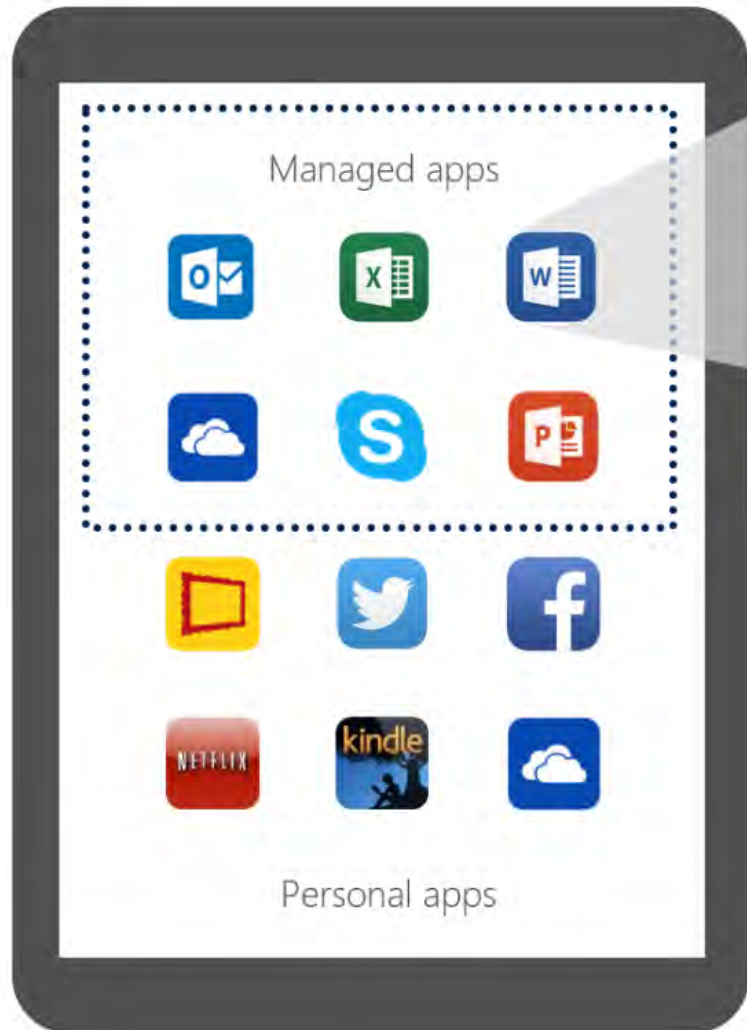 Managed apps
O X W
S P
f
NETFLIX kindle
Personal apps